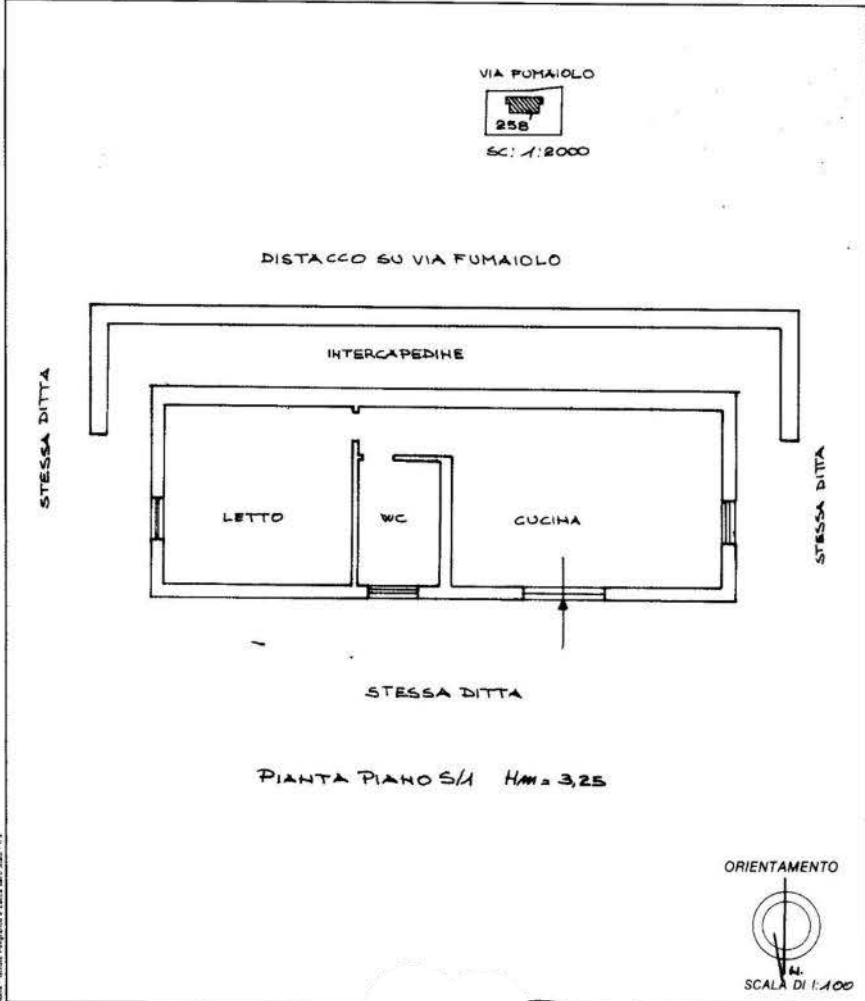 VIA FUMAIOLO
258
SC: 1:2000
DISTACCO SU VIA FUMAIOLO
INTERCAPEDINE
STESSA DITTA
STESSA DITTA
LETTO
WC
CUCINA
STESSA DITTA
PIANTA PIANO S/1 Hm = 3,25
ORIENTAMENTO
N.
SCALA DI 1:100